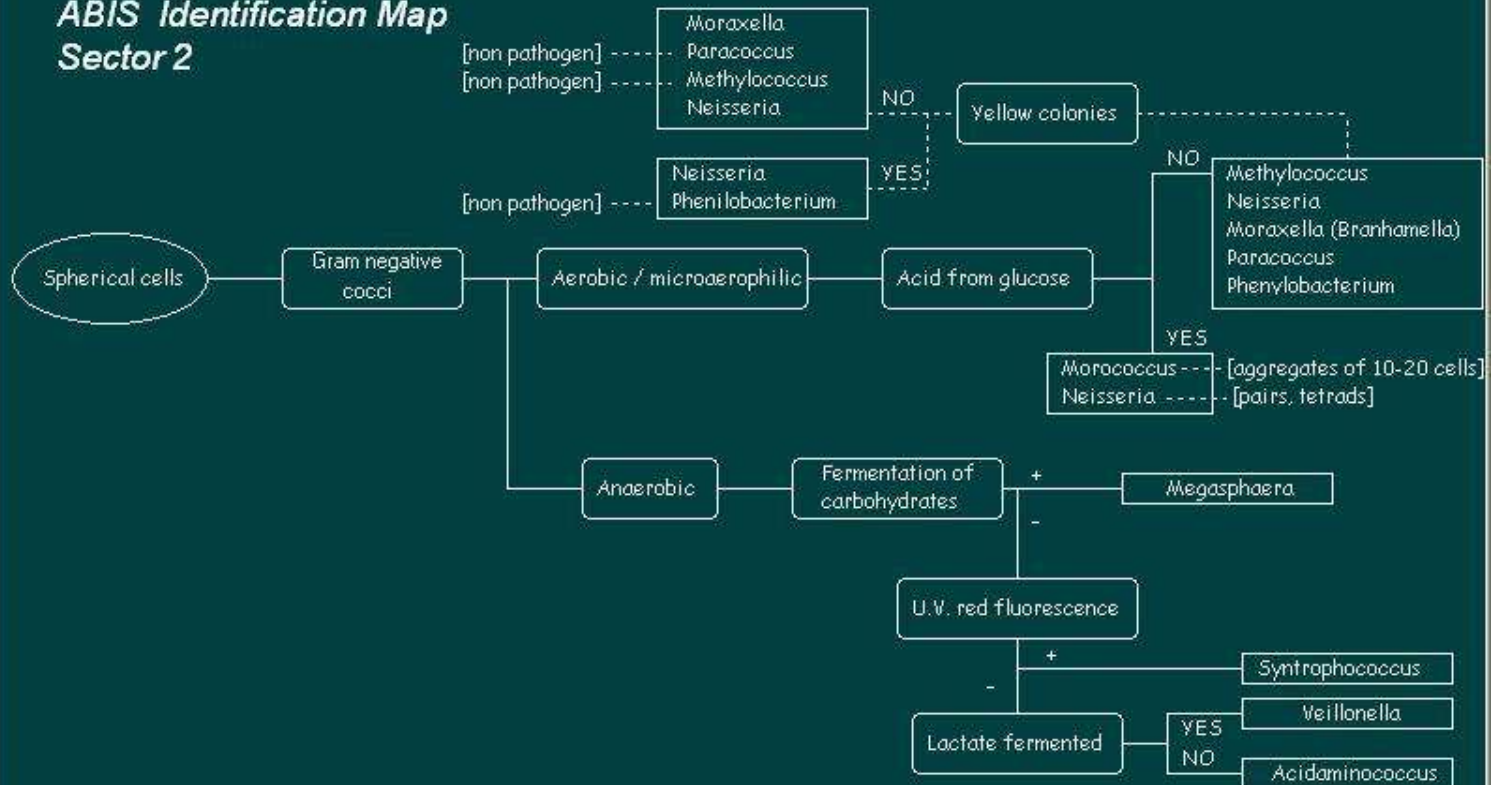 ABIS Identification Map
Sector 2
Moraxella
[non pathogen] ----- Paracoccus
[non pathogen] ----- Methylococcus
Neisseria
NO
Yellow colonies
Neisseria
[non pathogen] ---- Phenilobacterium
YES
NO
Methylococcus
Neisseria
Moraxella (Branhamella)
Paracoccus
Phenylobacterium
Spherical cells
Gram negative
cocci
Aerobic / microaerophilic
Acid from glucose
YES
Morococcus ---- [aggregates of 10-20 cells]
Neisseria ------ [pairs, tetrads]
Anaerobic
Fermentation of
carbohydrates
+
-
Megasphaera
U.V. red fluorescence
+
-
Syntrophococcus
Lactate fermented
YES
NO
Veillonella
Acidaminococcus